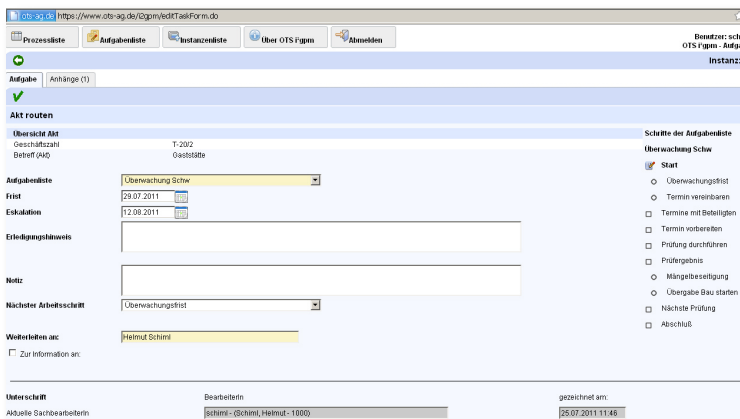 ots-ag.de https://www.ots-ag.de/i2gpm/editTaskForm.do
Prozessliste Aufgabenliste Instanzenliste Über OTS i²gpm Abmelden
Benutzer: sch
OTS i²gpm - Aufga
Instanz:
Aufgabe Anhänge (1)
Akt routen
Übersicht Akt
Geschäftszahl T-20/2
Betreff (Akt) Gaststätte
Aufgabenliste Überwachung Schw
Frist 29.07.2011
Eskalation 12.08.2011
Erledigungshinweis
Notiz
Nächster Arbeitsschritt Überwachungsfrist
Weiterleiten an: Helmut Schiml
Zur Information an:
Schritte der Aufgabenliste
Überwachung Schw
Start
Überwachungsfrist
Termin vereinbaren
Termine mit Beteiligten
Termin vorbereiten
Prüfung durchführen
Prüfergebnis
Mängelbeseitigung
Übergabe Bau starten
Nächste Prüfung
Abschluß
Unterschrift BearbeiterIn gezeichnet am:
Aktuelle SachbearbeiterIn schiml - (Schiml, Helmut - 1000) 25.07.2011 11:46